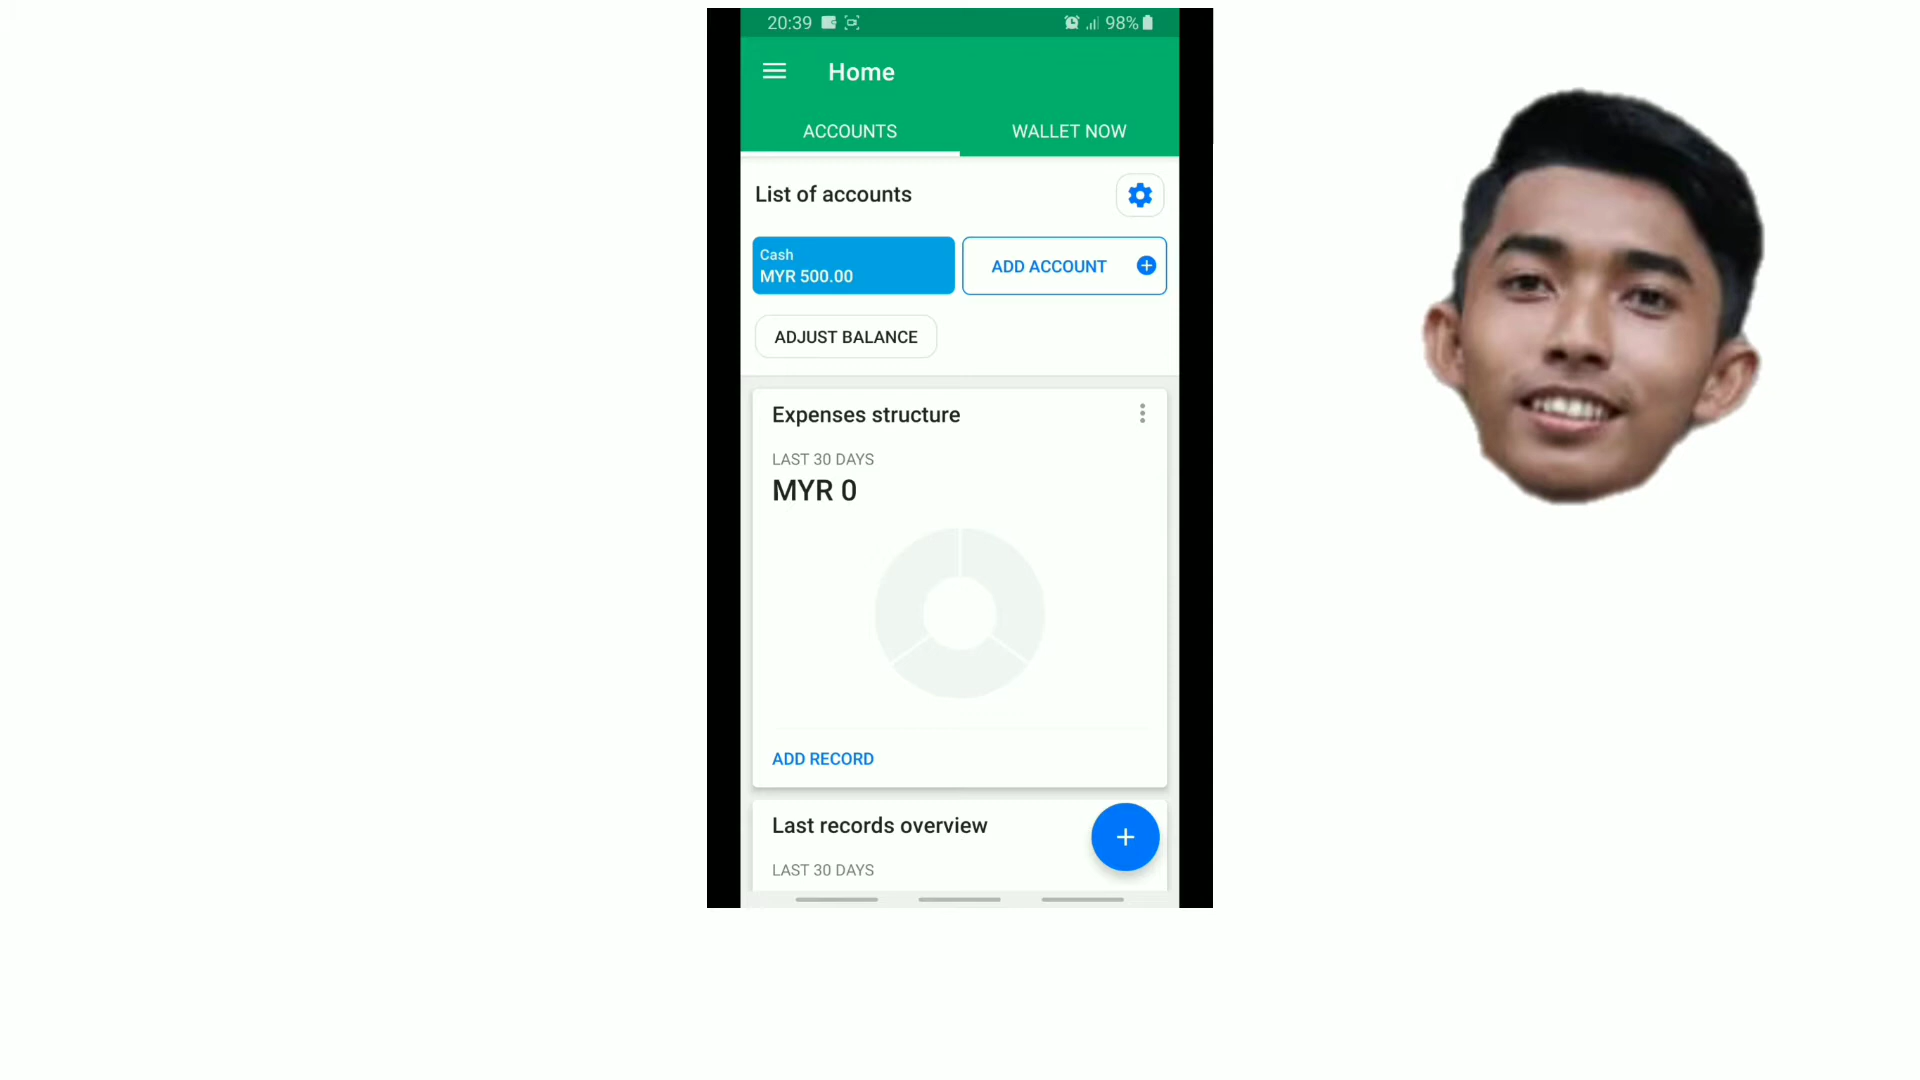 20:39 98%
Home
ACCOUNTS WALLET NOW
List of accounts
Cash
MYR 500.00
ADD ACCOUNT
ADJUST BALANCE
Expenses structure
LAST 30 DAYS
MYR 0
ADD RECORD
Last records overview
LAST 30 DAYS